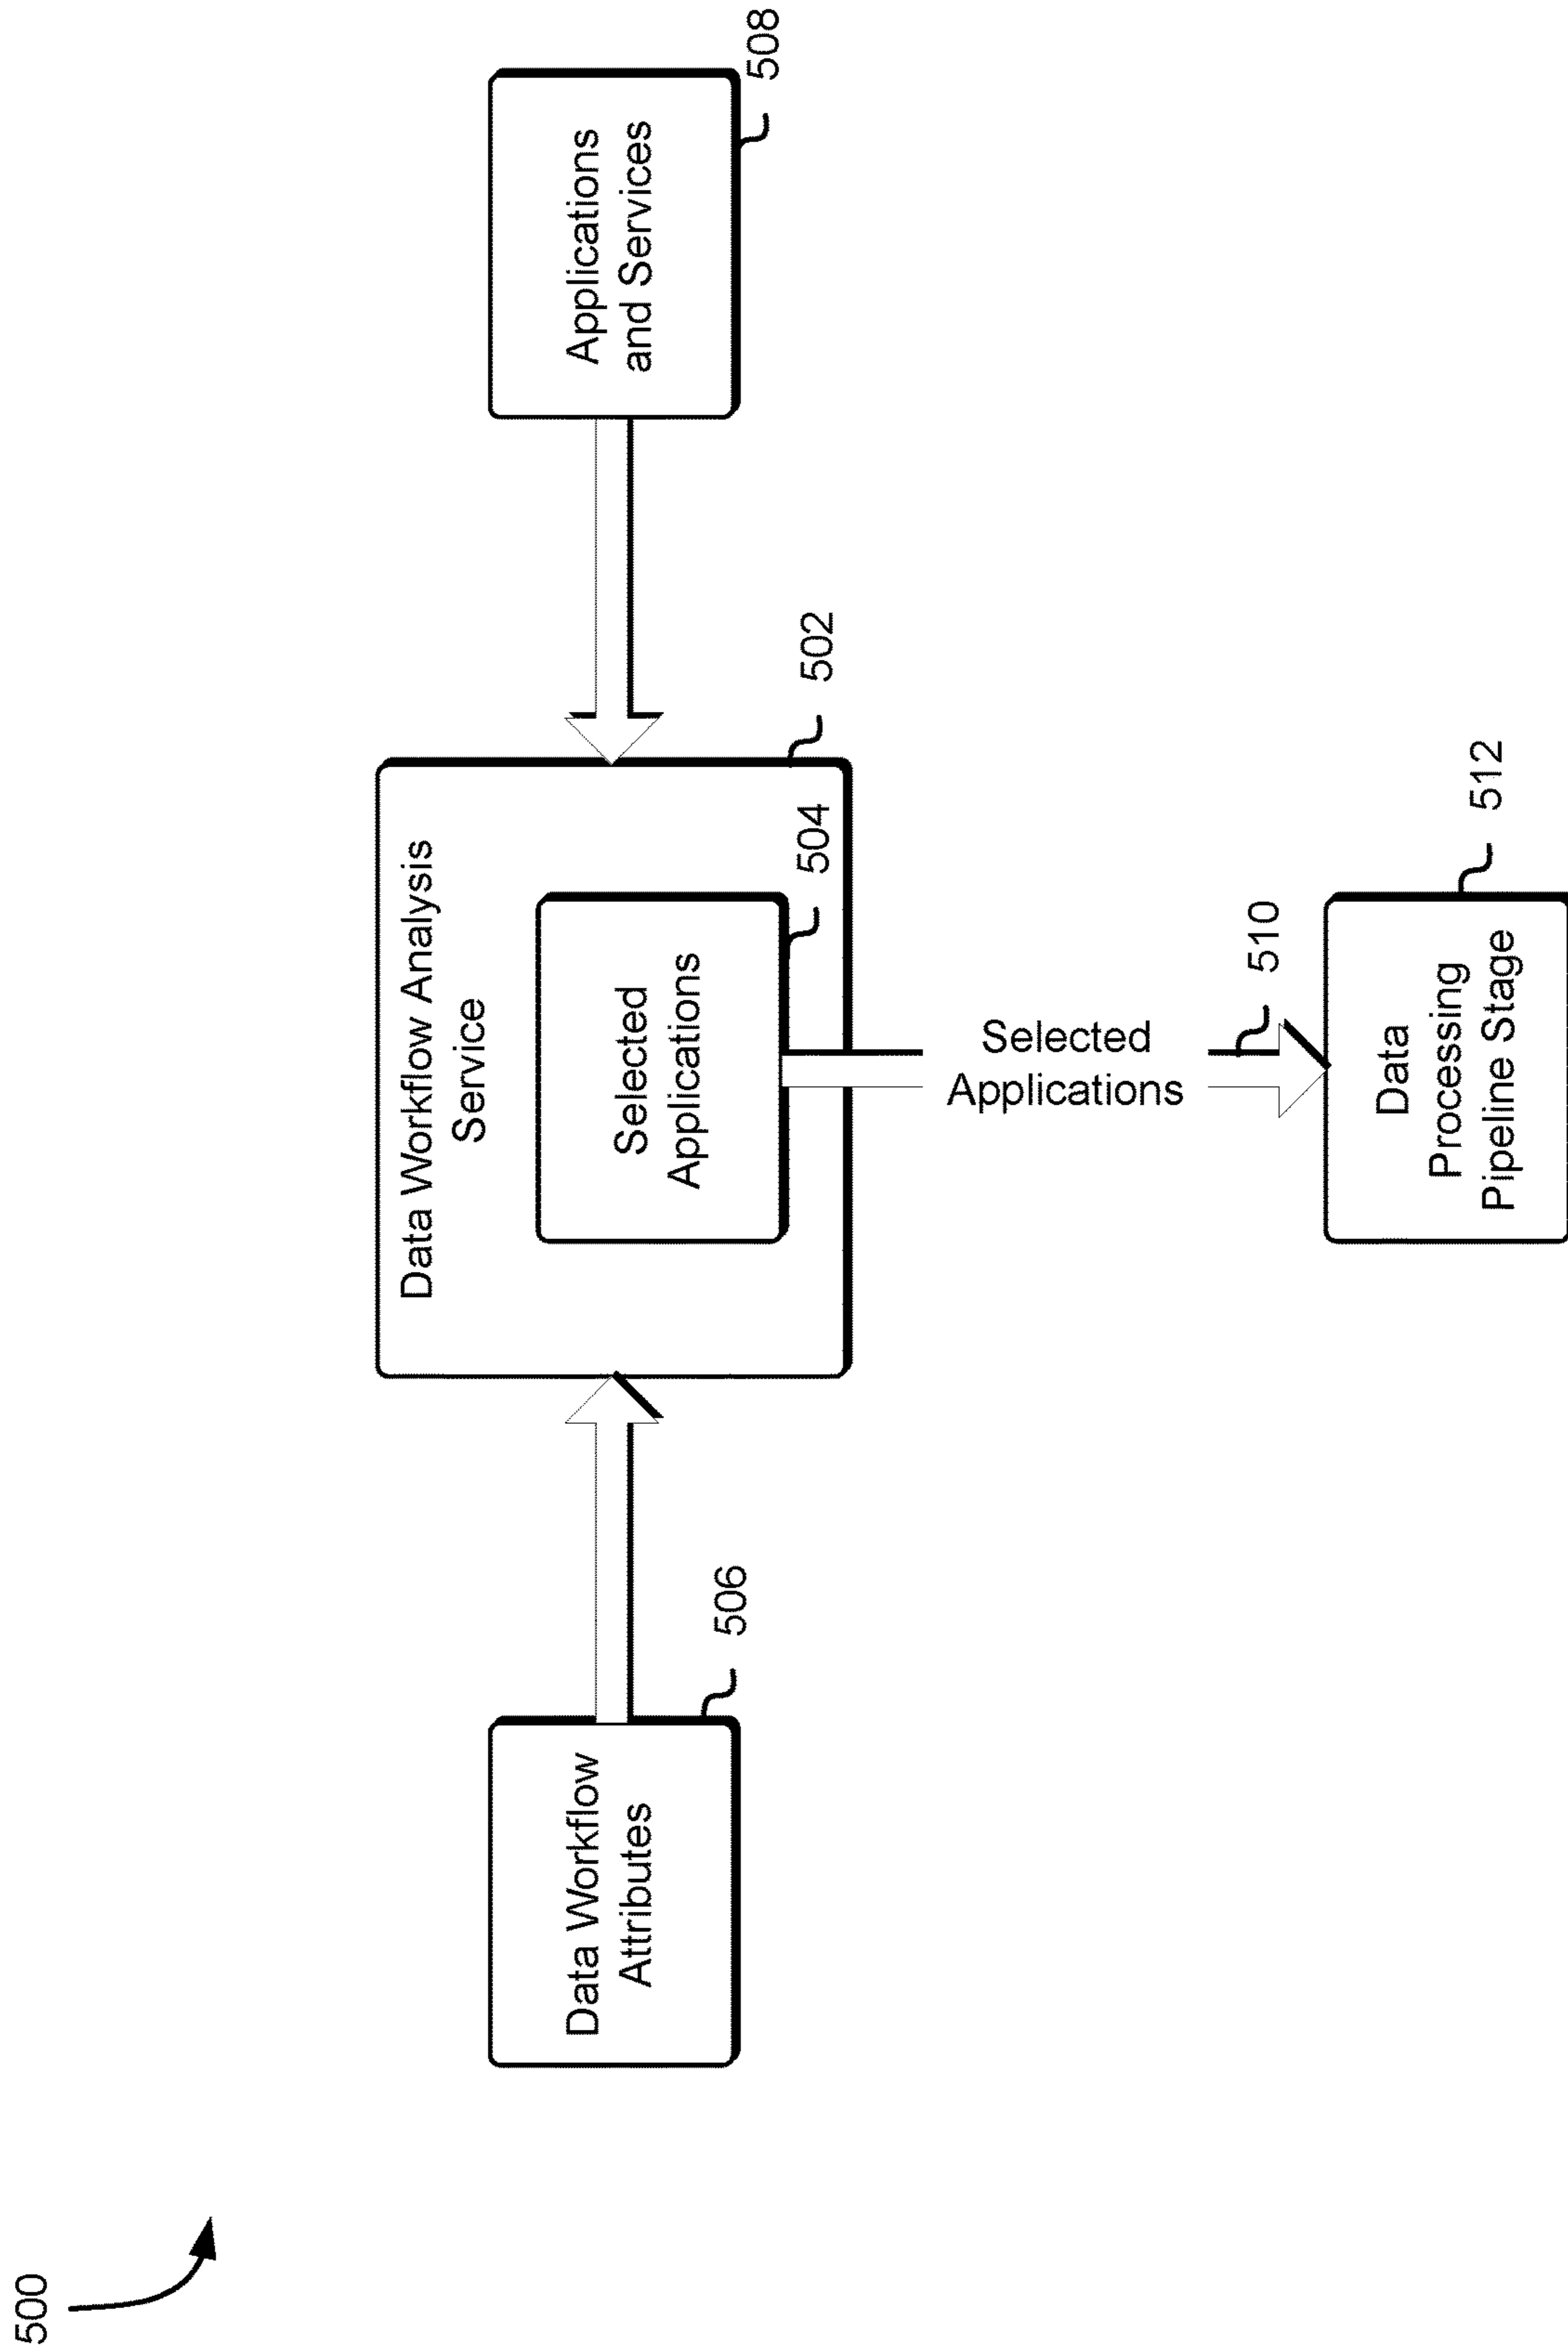 500
Data Workflow
Attributes
506
Data Workflow Analysis
Service
502
Selected
Applications
504
Applications
and Services
508
Selected
Applications
510
Data
Processing
Pipeline Stage
512